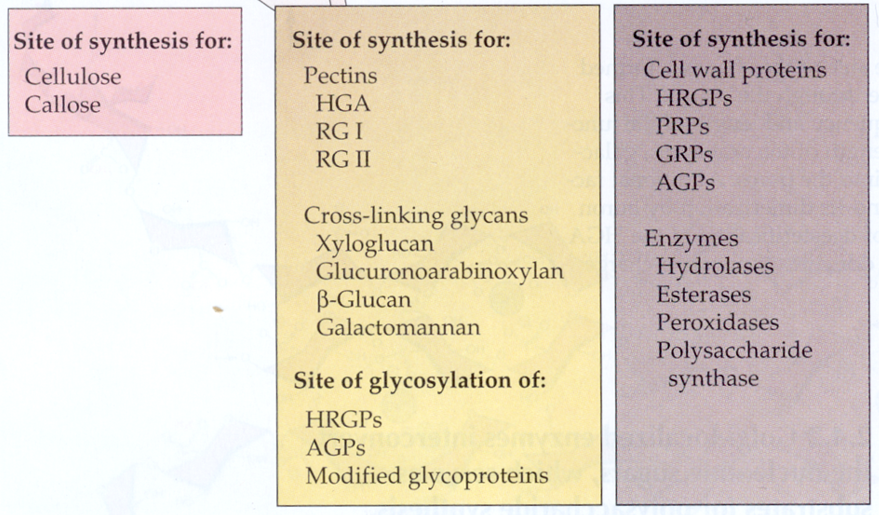 Site of synthesis for:
Cellulose
Callose
Site of synthesis for:
Pectins
HGA
RG I
RG II
Cross-linking glycans
Xyloglucan
Glucuronoarabinoxylan
β-Glucan
Galactomannan
Site of glycosylation of:
HRGPs
AGPs
Modified glycoproteins
Site of synthesis for:
Cell wall proteins
HRGPs
PRPs
GRPs
AGPs
Enzymes
Hydrolases
Esterases
Peroxidases
Polysaccharide
synthase